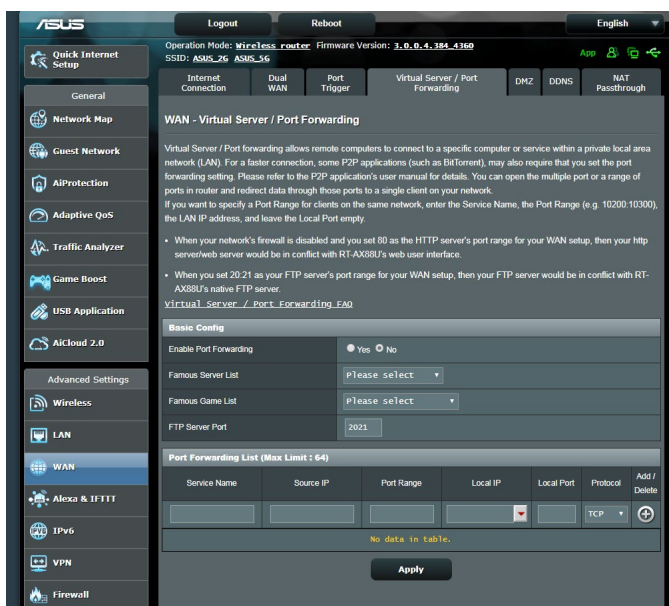 ASUS
Logout
Reboot
English
Operation Mode: Wireless router Firmware Version: 3.0.0.4.384_4360
SSID: ASUS_2G ASUS_5G
App
Quick Internet
Setup
General
Network Map
Guest Network
AiProtection
Adaptive QoS
Traffic Analyzer
Game Boost
USB Application
AiCloud 2.0
Advanced Settings
Wireless
LAN
WAN
Alexa & IFTTT
IPv6
VPN
Firewall
Internet
Connection
Dual
WAN
Port
Trigger
Virtual Server / Port
Forwarding
DMZ
DDNS
NAT
Passthrough
WAN - Virtual Server / Port Forwarding
Virtual Server / Port forwarding allows remote computers to connect to a specific computer or service within a private local area
network (LAN). For a faster connection, some P2P applications (such as BitTorrent), may also require that you set the port
forwarding setting. Please refer to the P2P application's user manual for details. You can open the multiple port or a range of
ports in router and redirect data through those ports to a single client on your network.
If you want to specify a Port Range for clients on the same network, enter the Service Name, the Port Range (e.g. 10200:10300),
the LAN IP address, and leave the Local Port empty.
• When your network's firewall is disabled and you set 80 as the HTTP server's port range for your WAN setup, then your http
server/web server would be in conflict with RT-AX88U's web user interface.
• When you set 20:21 as your FTP server's port range for your WAN setup, then your FTP server would be in conflict with RT-
AX88U's native FTP server.
Virtual Server / Port Forwarding FAQ
Basic Config
Enable Port Forwarding
Yes No
Famous Server List
Please select
Famous Game List
Please select
FTP Server Port
2021
Port Forwarding List (Max Limit : 64)
Service Name
Source IP
Port Range
Local IP
Local Port
Protocol
Add /
Delete
TCP
No data in table.
Apply